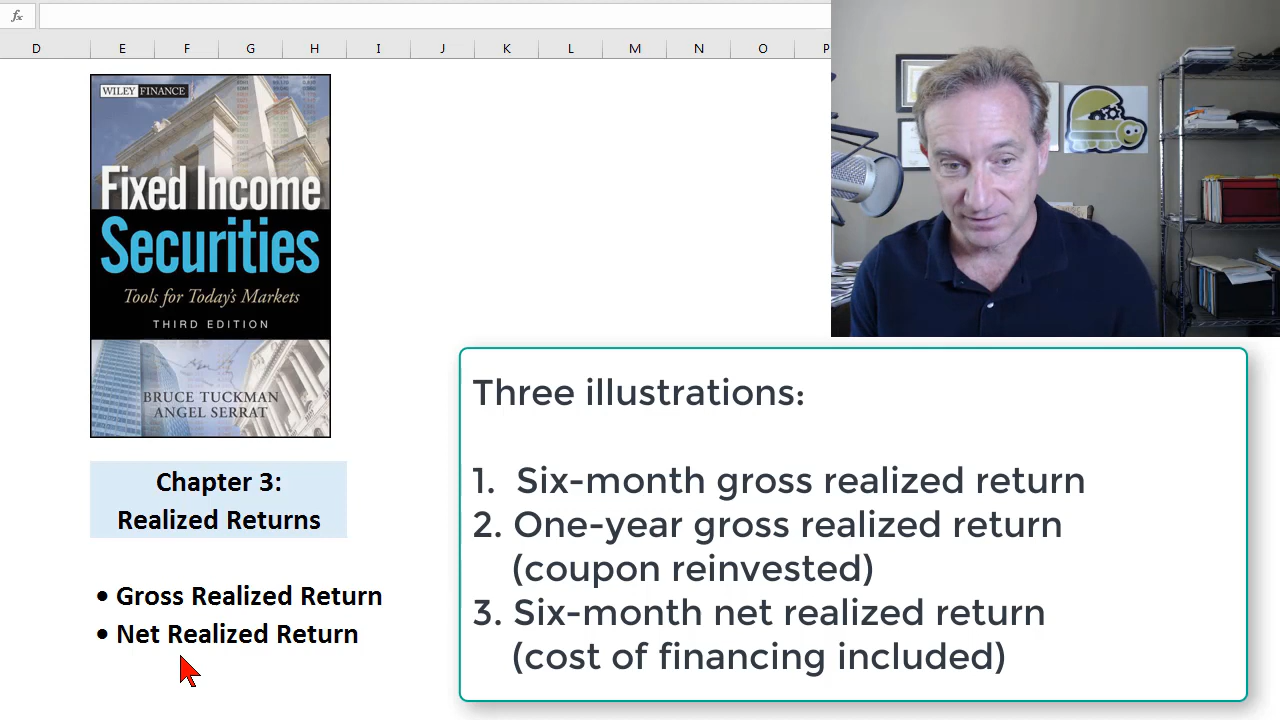 fx
D E F G H I J K L M N O P
WILEY FINANCE
Fixed Income
Securities
Tools for Today's Markets
THIRD EDITION
BRUCE TUCKMAN
ANGEL SERRAT
Chapter 3:
Realized Returns
• Gross Realized Return
• Net Realized Return
Three illustrations:
1. Six-month gross realized return
2. One-year gross realized return
(coupon reinvested)
3. Six-month net realized return
(cost of financing included)